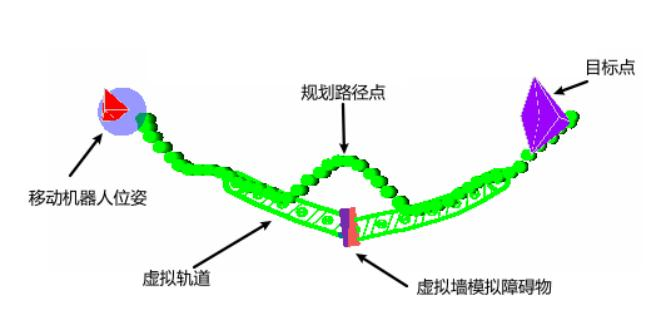 目标点
规划路径点
移动机器人位姿
虚拟轨道
虚拟墙模拟障碍物